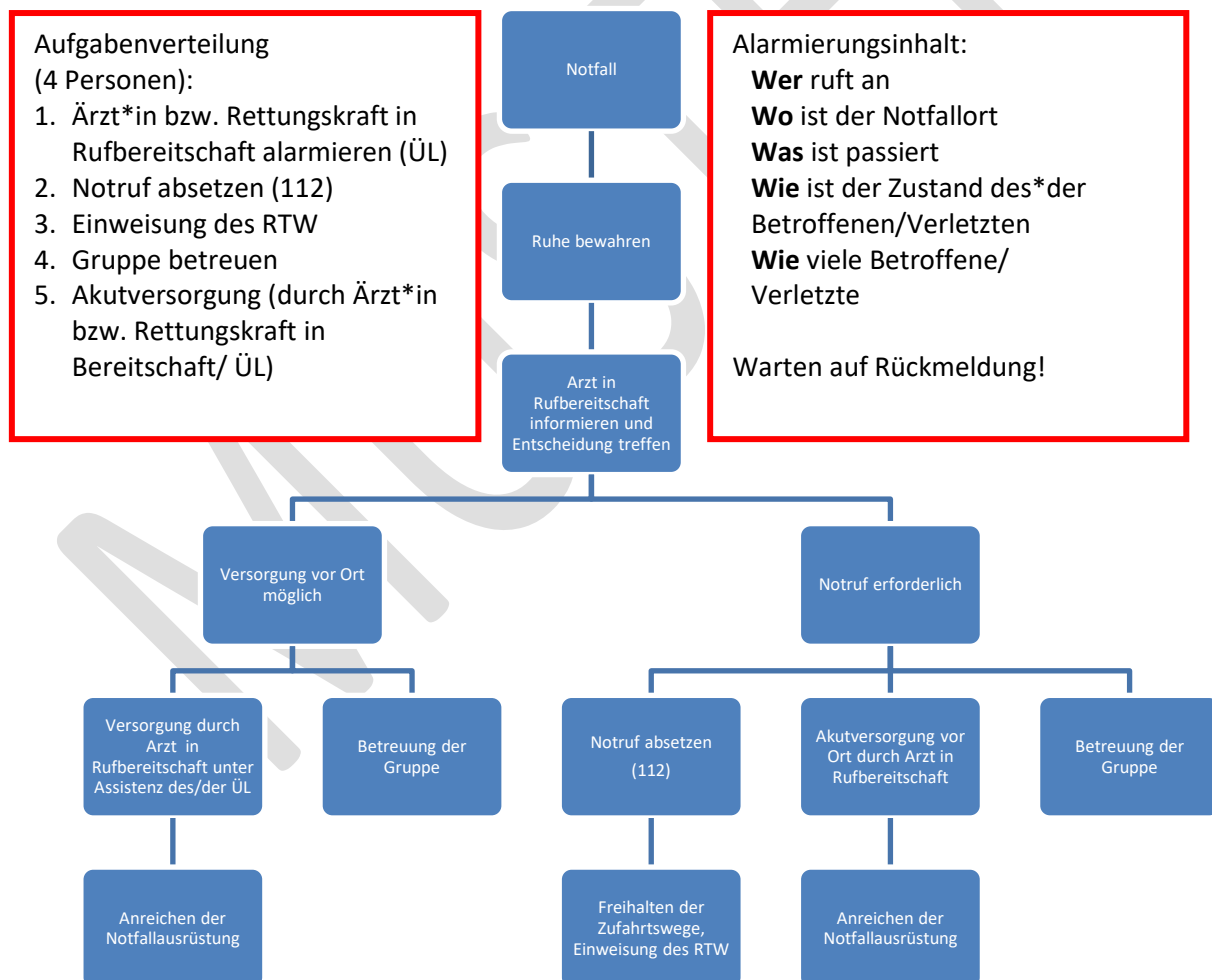 Aufgabenverteilung
(4 Personen):
1. Ärzt*in bzw. Rettungskraft in
Rufbereitschaft alarmieren (ÜL)
2. Notruf absetzen (112)
3. Einweisung des RTW
4. Gruppe betreuen
5. Akutversorgung (durch Ärzt*in
bzw. Rettungskraft in
Bereitschaft/ ÜL)
Notfall
Ruhe bewahren
Arzt in
Rufbereitschaft
informieren und
Entscheidung treffen
Alarmierungsinhalt:
Wer ruft an
Wo ist der Notfallort
Was ist passiert
Wie ist der Zustand des*der
Betroffenen/Verletzten
Wie viele Betroffene/
Verletzte
Warten auf Rückmeldung!
Versorgung vor Ort
möglich
Notruf erforderlich
Versorgung durch
Arzt in
Rufbereitschaft unter
Assistenz des/der ÜL
Betreuung der
Gruppe
Notruf absetzen
(112)
Akutversorgung vor
Ort durch Arzt in
Rufbereitschaft
Betreuung der
Gruppe
Anreichen der
Notfallausrüstung
Freihalten der
Zufahrtswege,
Einweisung des RTW
Anreichen der
Notfallausrüstung